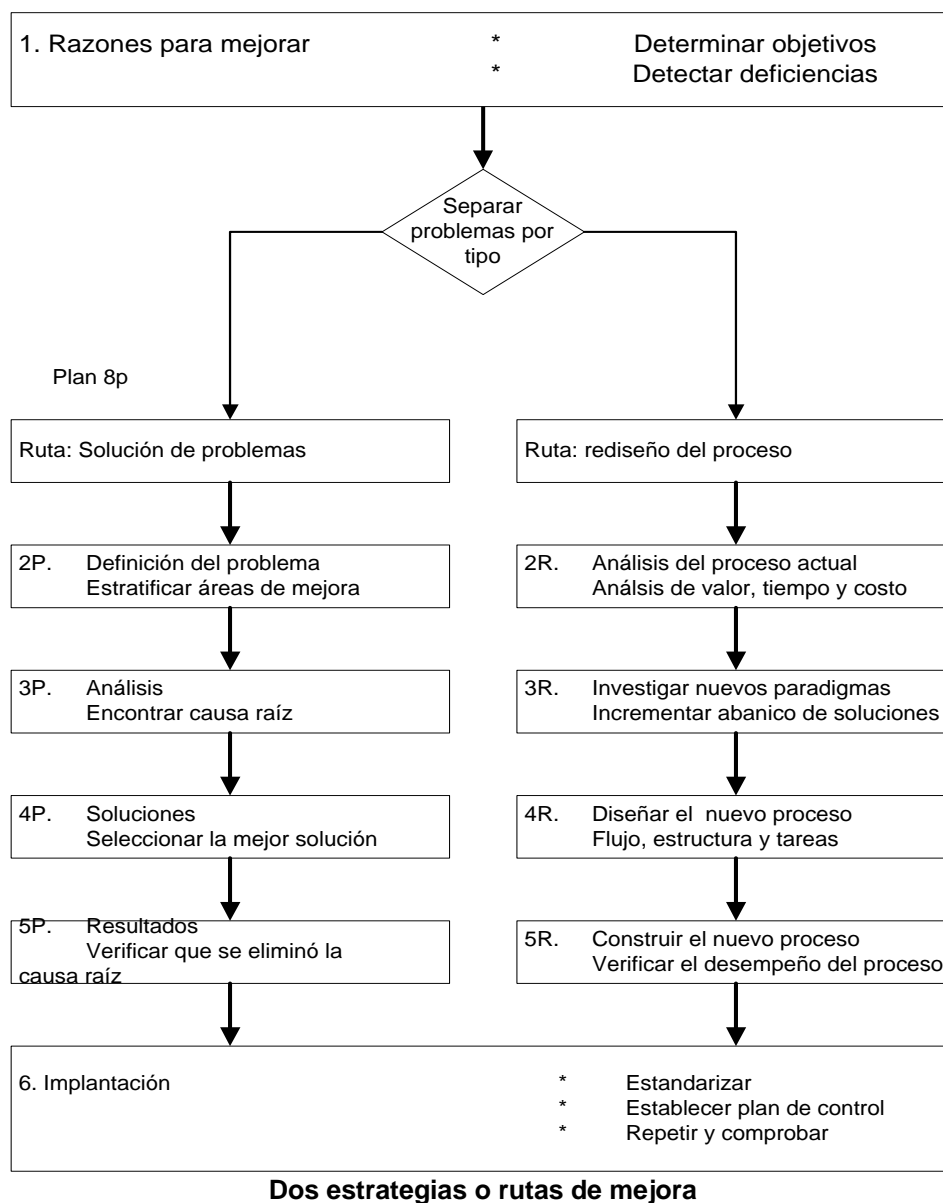 1. Razones para mejorar * Determinar objetivos
* Detectar deficiencias
Separar
problemas por
tipo
Plan 8p
Ruta: Solución de problemas
Ruta: rediseño del proceso
2P. Definición del problema
Estratificar áreas de mejora
2R. Análisis del proceso actual
Análsis de valor, tiempo y costo
3P. Análisis
Encontrar causa raíz
3R. Investigar nuevos paradigmas
Incrementar abanico de soluciones
4P. Soluciones
Seleccionar la mejor solución
4R. Diseñar el nuevo proceso
Flujo, estructura y tareas
5P. Resultados
Verificar que se eliminó la
causa raíz
5R. Construir el nuevo proceso
Verificar el desempeño del proceso
6. Implantación * Estandarizar
* Establecer plan de control
* Repetir y comprobar
Dos estrategias o rutas de mejora